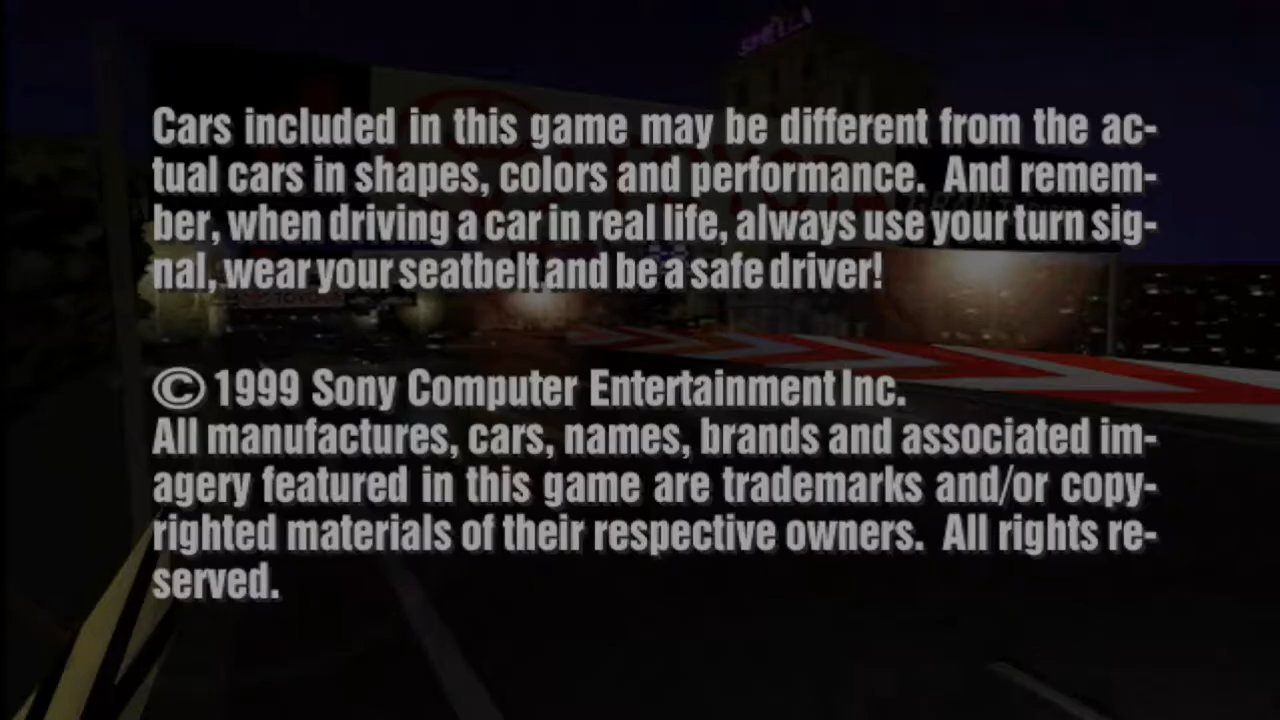 Cars included in this game may be different from the ac-
tual cars in shapes, colors and performance. And remem-
ber, when driving a car in real life, always use your turn sig-
nal, wear your seatbelt and be a safe driver!
© 1999 Sony Computer Entertainment Inc.
All manufactures, cars, names, brands and associated im-
agery featured in this game are trademarks and/or copy-
righted materials of their respective owners. All rights re-
served.
TOYOTA